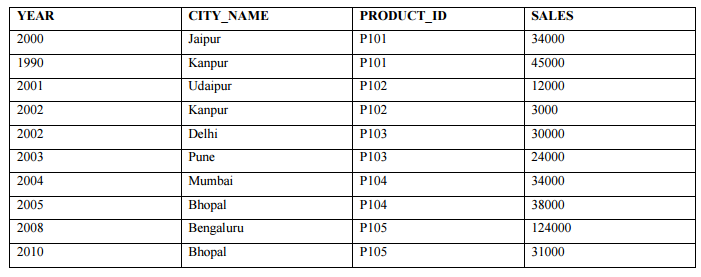 YEAR CITY_NAME PRODUCT_ID SALES
2000 Jaipur P101 34000
1990 Kanpur P101 45000
2001 Udaipur P102 12000
2002 Kanpur P102 3000
2002 Delhi P103 30000
2003 Pune P103 24000
2004 Mumbai P104 34000
2005 Bhopal P104 38000
2008 Bengaluru P105 124000
2010 Bhopal P105 31000